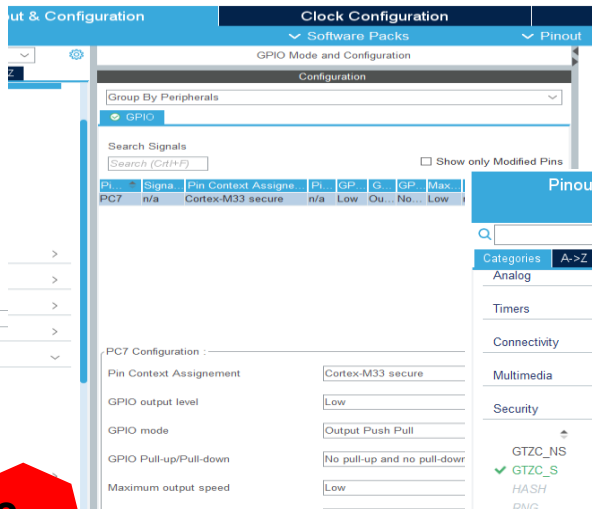 ut & Configuration
Clock Configuration
Software Packs
Pinout
GPIO Mode and Configuration
Z
Configuration
Group By Peripherals
GPIO
Search Signals
Search (Crtl+F)
Show only Modified Pins
Pi... Signa... Pin Context Assigne... Pi... GP... G... GP... Max...
PC7 n/a Cortex-M33 secure n/a Low Ou... No... Low
PC7 Configuration :
Pin Context Assignement
Cortex-M33 secure
GPIO output level
Low
GPIO mode
Output Push Pull
GPIO Pull-up/Pull-down
No pull-up and no pull-down
Maximum output speed
Low
Pinou
Categories A->Z
Analog
Timers
Connectivity
Multimedia
Security
GTZC_NS
GTZC_S
HASH
RNG